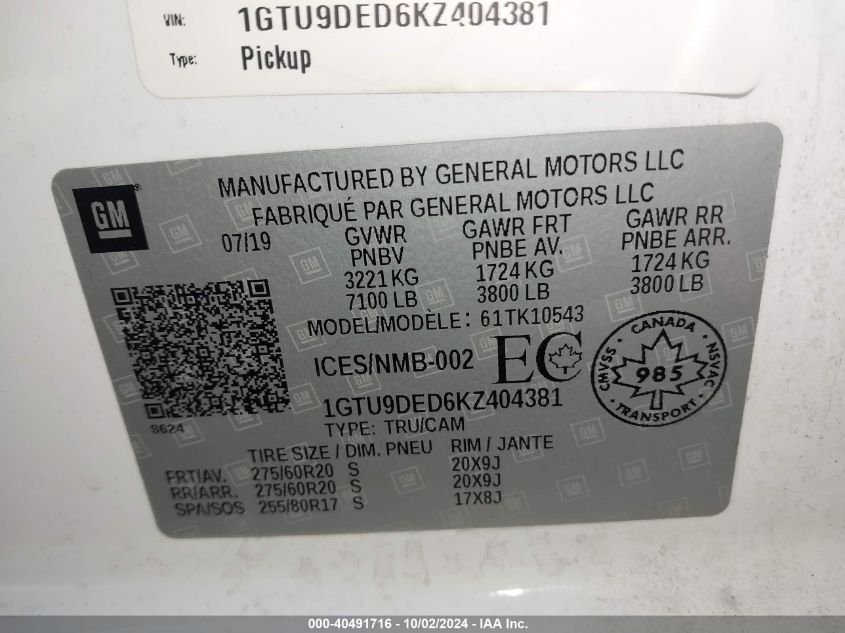 VIN: 1GTU9DED6KZ404381
Type: Pickup
GM
MANUFACTURED BY GENERAL MOTORS LLC
FABRIQUÉ PAR GENERAL MOTORS LLC
07/19 GVWR GAWR FRT GAWR RR
PNBV PNBE AV. PNBE ARR.
3221 KG 1724 KG 1724 KG
7100 LB 3800 LB 3800 LB
MODEL/MODÈLE: 61TK10543
ICES/NMB-002 EC
CANADA
CMVSS 985 NSVAC
TRANSPORT
1GTU9DED6KZ404381
8624
TYPE: TRU/CAM
TIRE SIZE / DIM. PNEU RIM / JANTE
FRT/AV. 275/60R20 S 20X9J
RR/ARR. 275/60R20 S 20X9J
SPA/SOS 255/80R17 S 17X8J
000-40491716 - 10/02/2024 - IAA Inc.